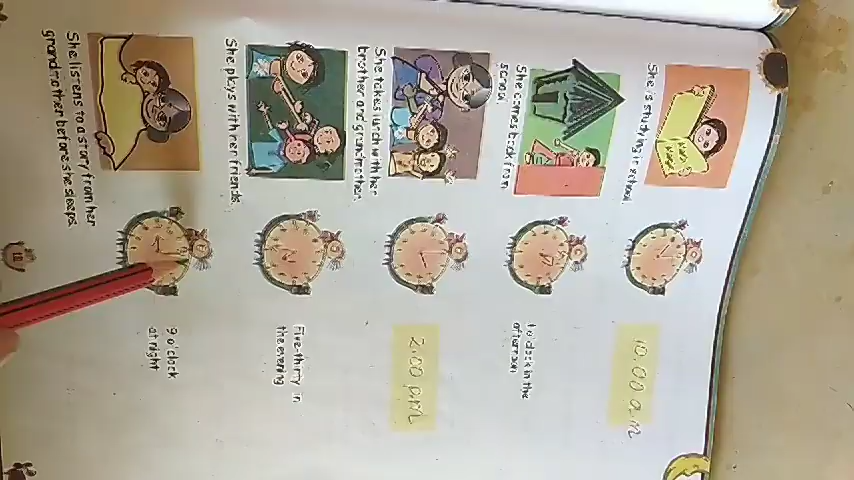 She is studying in school.
10.00 a.m
She comes back from
school.
1 o'clock in the
afternoon
She takes lunch with her
brother and grandmother.
2.00 p.m
She plays with her friends.
Five-thirty in
the evening
She listens to a story from her
grandmother before she sleeps.
9 o'clock
at night